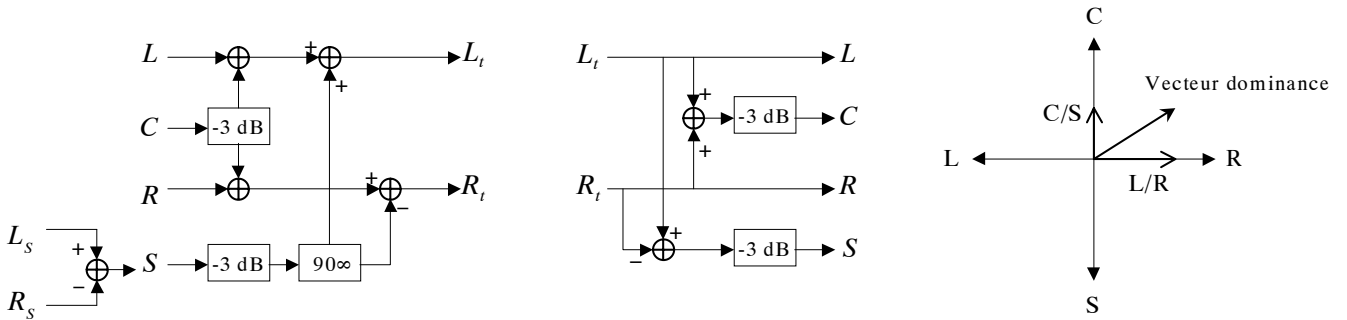 L
C
R
L_S
R_S
S
-3 dB
-3 dB
90∞
+
+
+
−
+
−
L_t
R_t
L_t
R_t
+
+
+
−
-3 dB
-3 dB
L
C
R
S
C
Vecteur dominance
C/S
L
R
L/R
S